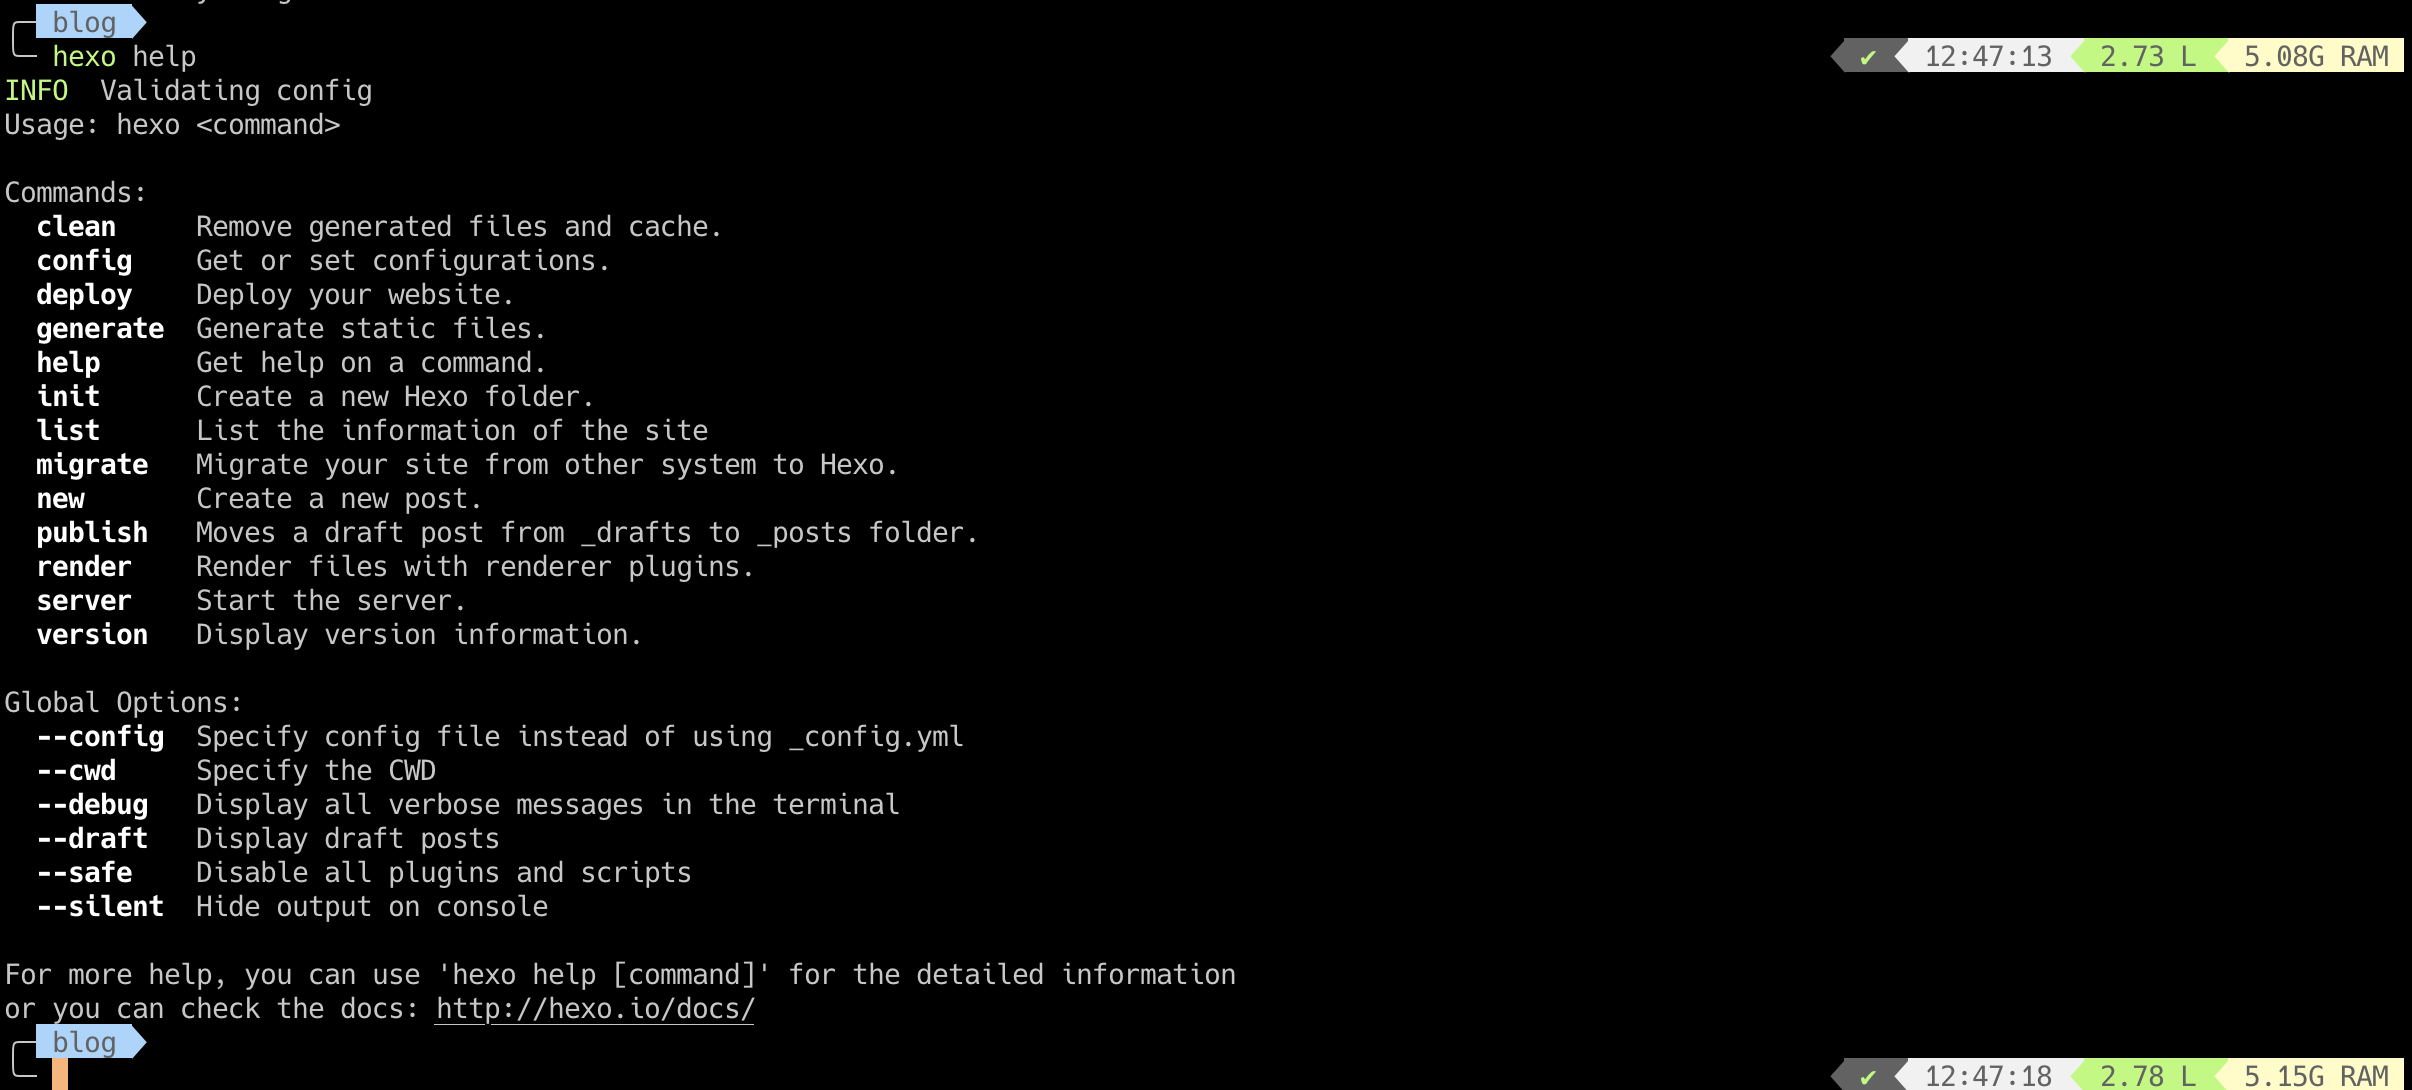 blog
hexo help ✔ 12:47:13 2.73 L 5.08G RAM
INFO  Validating config
Usage: hexo <command>

Commands:
  clean     Remove generated files and cache.
  config    Get or set configurations.
  deploy    Deploy your website.
  generate  Generate static files.
  help      Get help on a command.
  init      Create a new Hexo folder.
  list      List the information of the site
  migrate   Migrate your site from other system to Hexo.
  new       Create a new post.
  publish   Moves a draft post from _drafts to _posts folder.
  render    Render files with renderer plugins.
  server    Start the server.
  version   Display version information.

Global Options:
  --config  Specify config file instead of using _config.yml
  --cwd     Specify the CWD
  --debug   Display all verbose messages in the terminal
  --draft   Display draft posts
  --safe    Disable all plugins and scripts
  --silent  Hide output on console

For more help, you can use 'hexo help [command]' for the detailed information
or you can check the docs: http://hexo.io/docs/
blog
✔ 12:47:18 2.78 L 5.15G RAM